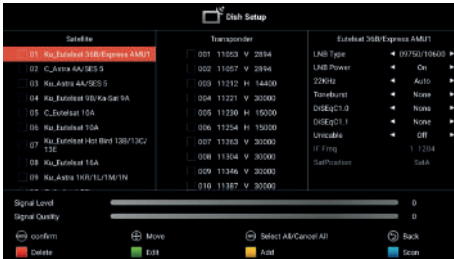 Dish Setup
Satellite
Transponder
Eutelsat 36B/Express AMU1
01 Ku_Eutelsat 36B/Express AMU1
02 C_Astra 4A/SES 5
03 Ku_Astra 4A/SES 5
04 Ku_Eutelsat 9B/Ka-Sat 9A
05 C_Eutelsat 10A
06 Ku_Eutelsat 10A
07 Ku_Eutelsat Hot Bird 13B/13C/
13E
08 Ku_Eutelsat 16A
09 Ku_Astra 1KR/1L/1M/1N
001 11053 V 2894
002 11057 V 2894
003 11212 H 14400
004 11221 V 30000
005 11230 H 15000
006 11254 H 15000
007 11263 V 30000
008 11304 V 30000
009 11346 V 30000
010 11387 V 30000
LNB Type 09750/10600
LNB Power On
22KHz Auto
Toneburst None
DiSEqC1.0 None
DiSEqC1.1 None
Unicable Off
IF Freq 1 1204
SatPosition SatA
Signal Level 0
Signal Quality 0
confirm
Move
Select All/Cancel All
Back
Delete
Edit
Add
Scan